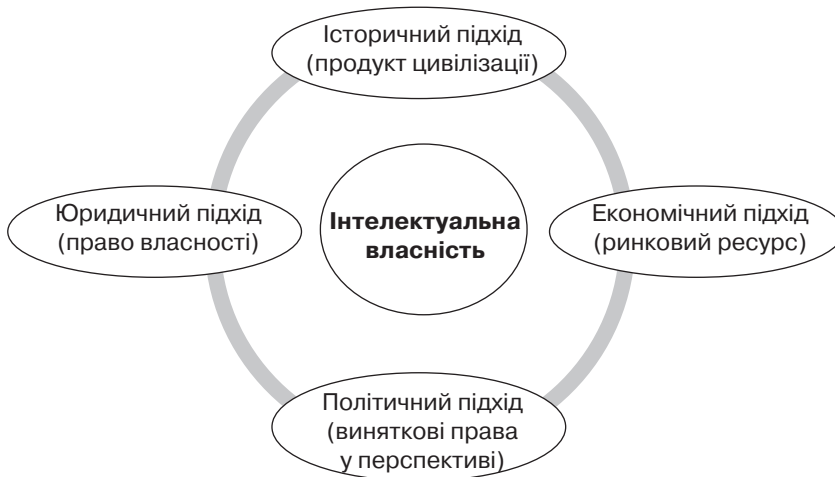 Історичний підхід
(продукт цивілізації)
Юридичний підхід
(право власності)
Інтелектуальна
власність
Економічний підхід
(ринковий ресурс)
Політичний підхід
(виняткові права
у перспективі)